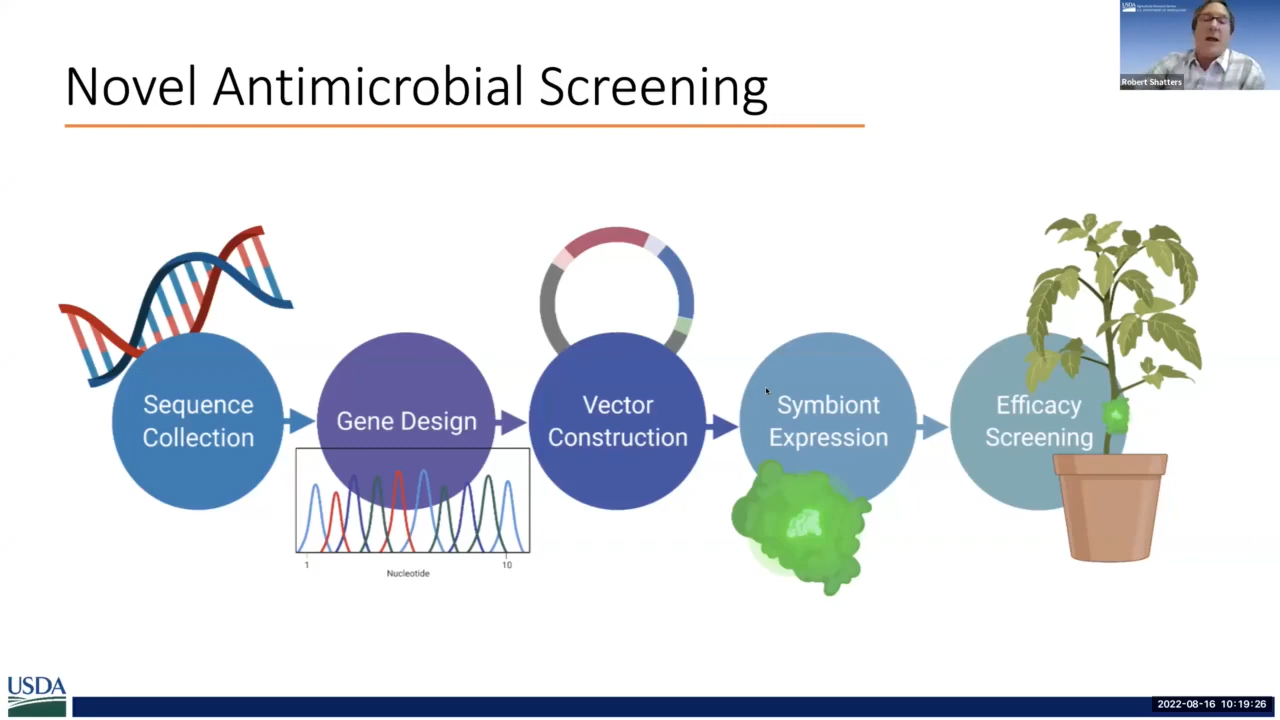 Novel Antimicrobial Screening
Robert Shatters
Sequence
Collection
Gene Design
Vector
Construction
Symbiont
Expression
Efficacy
Screening
1
10
Nucleotide
USDA
2022-08-16 10:19:26